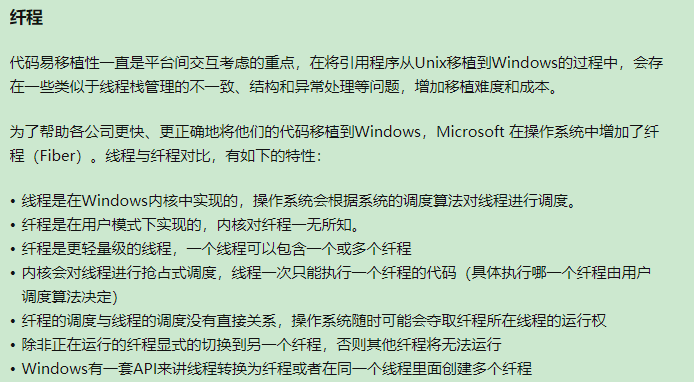 纤程
代码易移植性一直是平台间交互考虑的重点，在将引用程序从Unix移植到Windows的过程中，会存
在一些类似于线程栈管理的不一致、结构和异常处理等问题，增加移植难度和成本。
为了帮助各公司更快、更正确地将他们的代码移植到Windows，Microsoft 在操作系统中增加了纤
程（Fiber）。线程与纤程对比，有如下的特性：
• 线程是在Windows内核中实现的，操作系统会根据系统的调度算法对线程进行调度。
• 纤程是在用户模式下实现的，内核对纤程一无所知。
• 纤程是更轻量级的线程，一个线程可以包含一个或多个纤程
• 内核会对线程进行抢占式调度，线程一次只能执行一个纤程的代码（具体执行哪一个纤程由用户
调度算法决定）
• 纤程的调度与线程的调度没有直接关系，操作系统随时可能会夺取纤程所在线程的运行权
• 除非正在运行的纤程显式的切换到另一个纤程，否则其他纤程将无法运行
• Windows有一套API来讲线程转换为纤程或者在同一个线程里面创建多个纤程